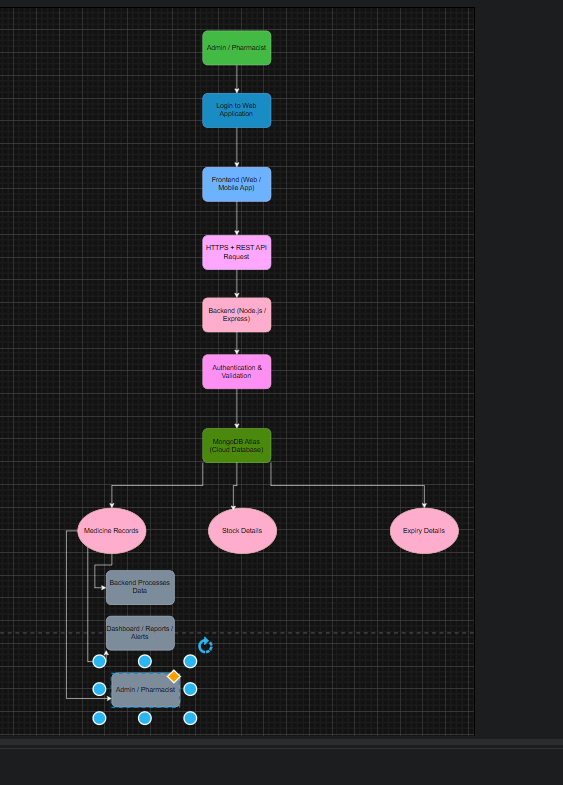 Admin / Pharmacist
Login to Web
Application
Frontend (Web /
Mobile App)
HTTPS + REST API
Request
Backend (Node.js /
Express)
Authentication &
Validation
MongoDB Atlas
(Cloud Database)
Medicine Records
Stock Details
Expiry Details
Backend Processes
Data
Dashboard / Reports /
Alerts
Admin / Pharmacist